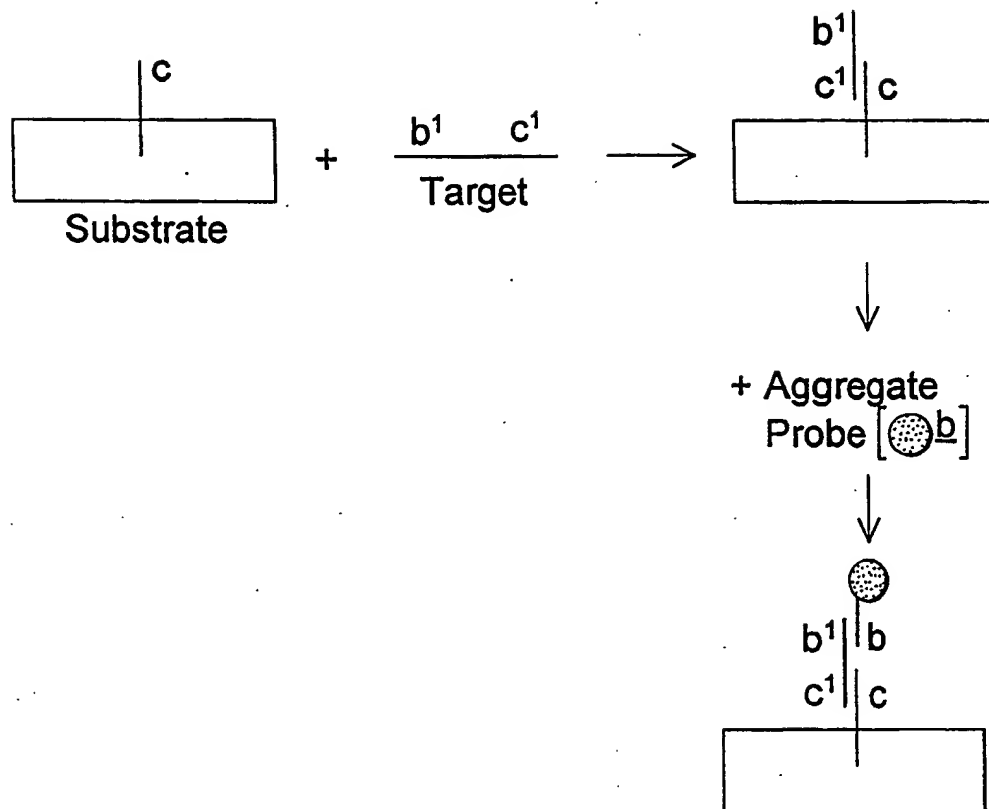 c
Substrate
+
b¹ c¹
Target
b¹
c¹ c
+ Aggregate
Probe [ b]
b¹ b
c¹ c